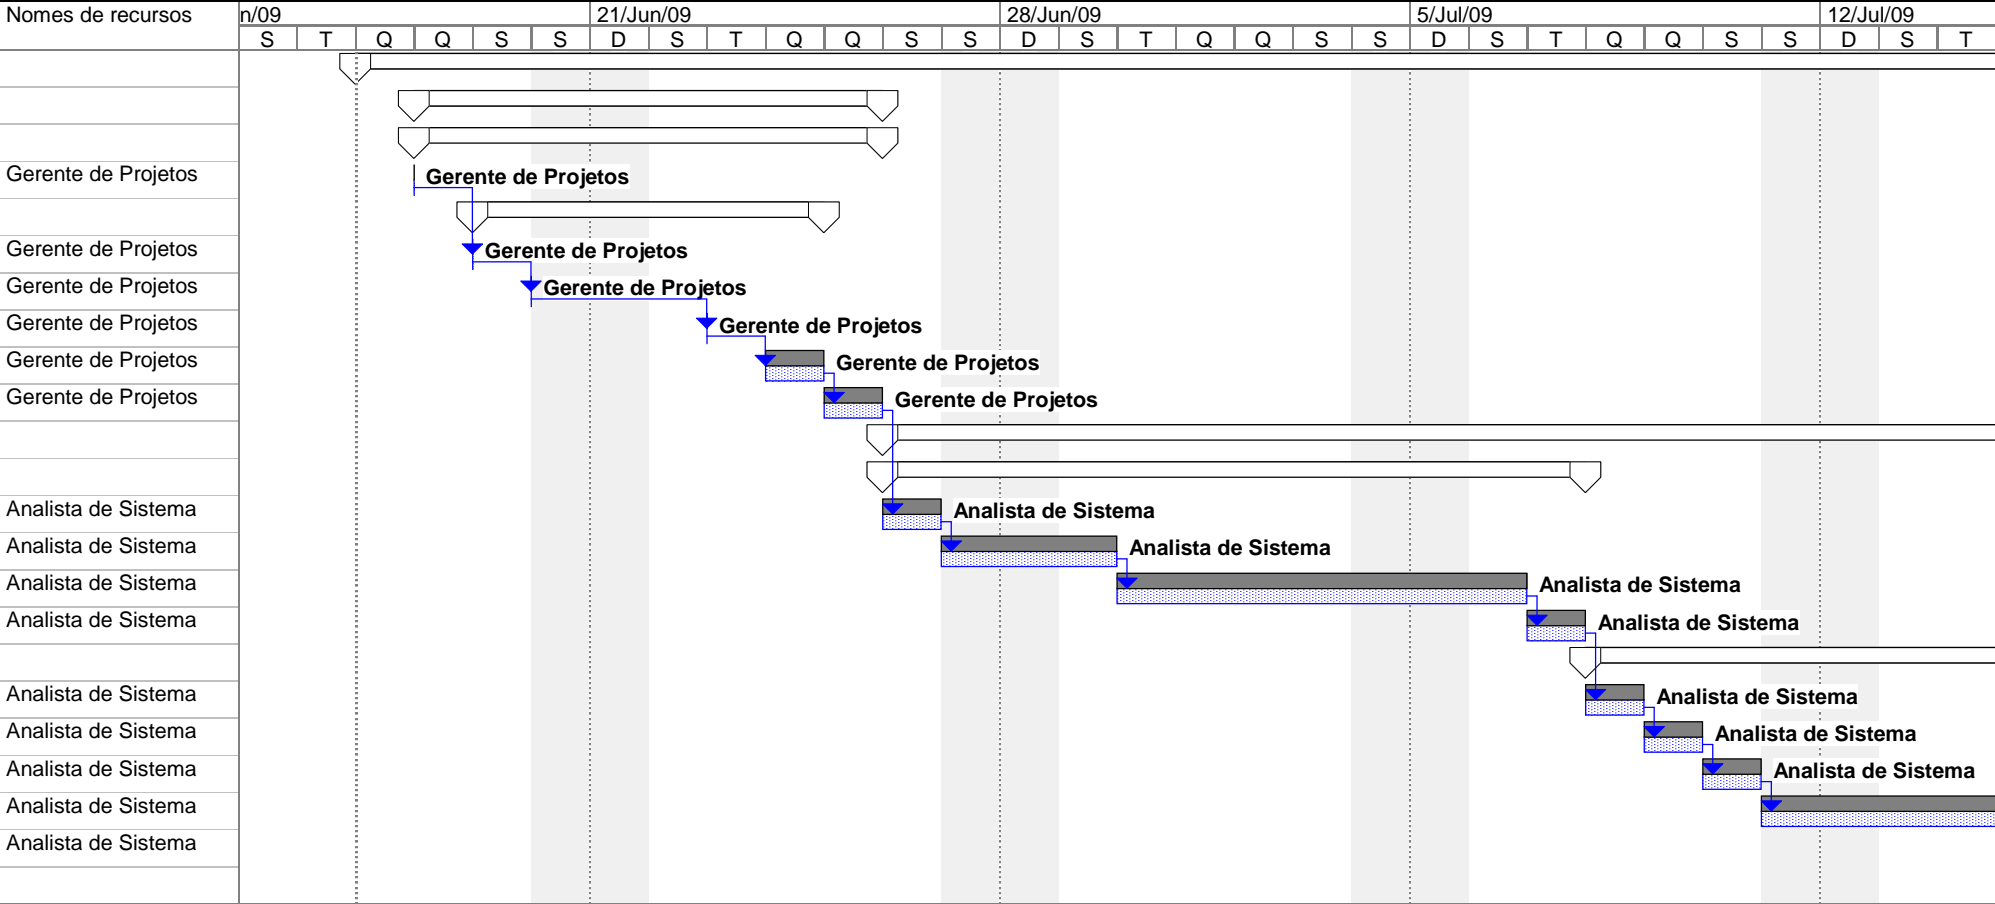 Nomes de recursos n/09 21/Jun/09 28/Jun/09 5/Jul/09 12/Jul/09
S T Q Q S S D S T Q Q S S D S T Q Q S S D S T Q Q S S D S T
Gerente de Projetos Gerente de Projetos
Gerente de Projetos Gerente de Projetos
Gerente de Projetos Gerente de Projetos
Gerente de Projetos Gerente de Projetos
Gerente de Projetos Gerente de Projetos
Gerente de Projetos Gerente de Projetos
Analista de Sistema Analista de Sistema
Analista de Sistema Analista de Sistema
Analista de Sistema Analista de Sistema
Analista de Sistema Analista de Sistema
Analista de Sistema Analista de Sistema
Analista de Sistema Analista de Sistema
Analista de Sistema Analista de Sistema
Analista de Sistema
Analista de Sistema